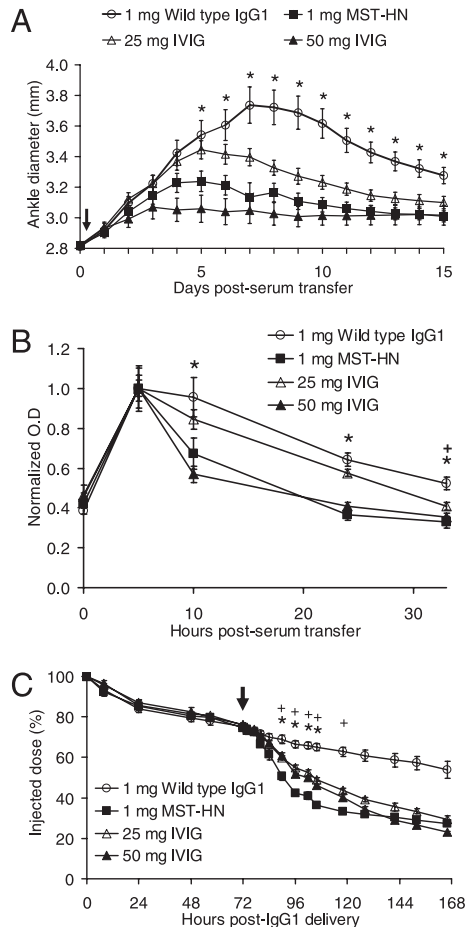 A
1 mg Wild type IgG1 1 mg MST-HN
25 mg IVIG 50 mg IVIG
Ankle diameter (mm)
4.0
3.8
3.6
3.4
3.2
3.0
2.8
* * * * * * * * * * *
0 5 10 15
Days post-serum transfer
B
1 mg Wild type IgG1
1 mg MST-HN
25 mg IVIG
50 mg IVIG
Normalized O.D
1.2
1.0
0.8
0.6
0.4
0.2
0.0
* * + *
0 10 20 30
Hours post-serum transfer
C
Injected dose (%)
100
80
60
40
20
0
+ + + + +
* * * *
1 mg Wild type IgG1
1 mg MST-HN
25 mg IVIG
50 mg IVIG
0 24 48 72 96 120 144 168
Hours post-IgG1 delivery